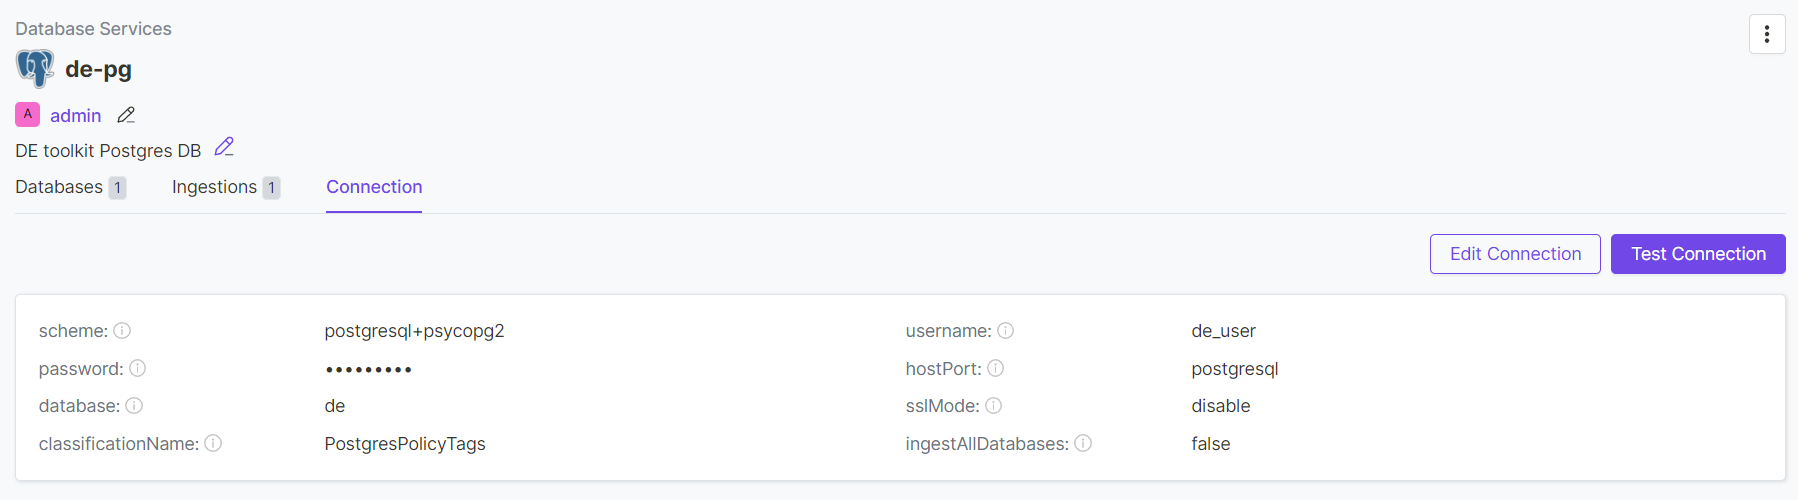 Database Services
de-pg
A admin
DE toolkit Postgres DB
Databases 1 Ingestions 1 Connection
Edit Connection Test Connection
scheme: postgresql+psycopg2 username: de_user
password: ••••••••• hostPort: postgresql
database: de sslMode: disable
classificationName: PostgresPolicyTags ingestAllDatabases: false